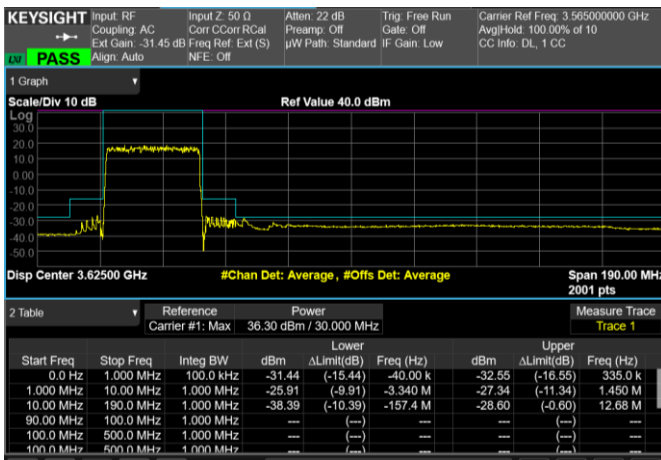 KEYSIGHT Input: RF Input Z: 50 Ω Atten: 22 dB Trig: Free Run Carrier Ref Freq: 3.565000000 GHz
Coupling: AC Corr CCorr RCal Preamp: Off Gate: Off Avg|Hold: 100.00% of 10
Ext Gain: -31.45 dB Freq Ref: Ext (S) µW Path: Standard IF Gain: Low CC Info: DL, 1 CC
LXI PASS Align: Auto NFE: Off
1 Graph
Scale/Div 10 dB Ref Value 40.0 dBm
Log
30.0
20.0
10.0
0.00
-10.0
-20.0
-30.0
-40.0
-50.0
Disp Center 3.62500 GHz #Chan Det: Average, #Offs Det: Average Span 190.00 MHz
2001 pts
2 Table Reference Power Measure Trace
Carrier #1: Max 36.30 dBm / 30.000 MHz Trace 1
Lower Upper
Start Freq Stop Freq Integ BW dBm ΔLimit(dB) Freq (Hz) dBm ΔLimit(dB) Freq (Hz)
0.0 Hz 1.000 MHz 100.0 kHz -31.44 (-15.44) -40.00 k -32.55 (-16.55) 335.0 k
1.000 MHz 10.00 MHz 1.000 MHz -25.91 (-9.91) -3.340 M -27.34 (-11.34) 1.450 M
10.00 MHz 190.0 MHz 1.000 MHz -38.39 (-10.39) -157.4 M -28.60 (-0.60) 12.68 M
90.00 MHz 100.0 MHz 1.000 MHz --- (---) --- --- (---) ---
100.0 MHz 500.0 MHz 1.000 MHz --- (---) --- --- (---) ---
100.0 MHz 500.0 MHz 1.000 MHz --- (---) --- --- (---) ---